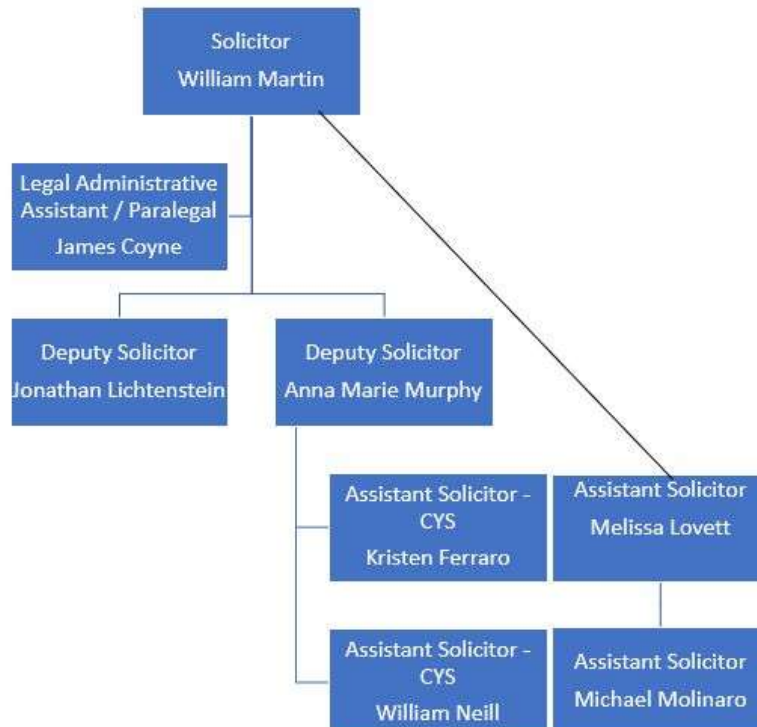 Solicitor
William Martin
Legal Administrative
Assistant / Paralegal
James Coyne
Deputy Solicitor
Jonathan Lichtenstein
Deputy Solicitor
Anna Marie Murphy
Assistant Solicitor -
CYS
Kristen Ferraro
Assistant Solicitor
Melissa Lovett
Assistant Solicitor -
CYS
William Neill
Assistant Solicitor
Michael Molinaro